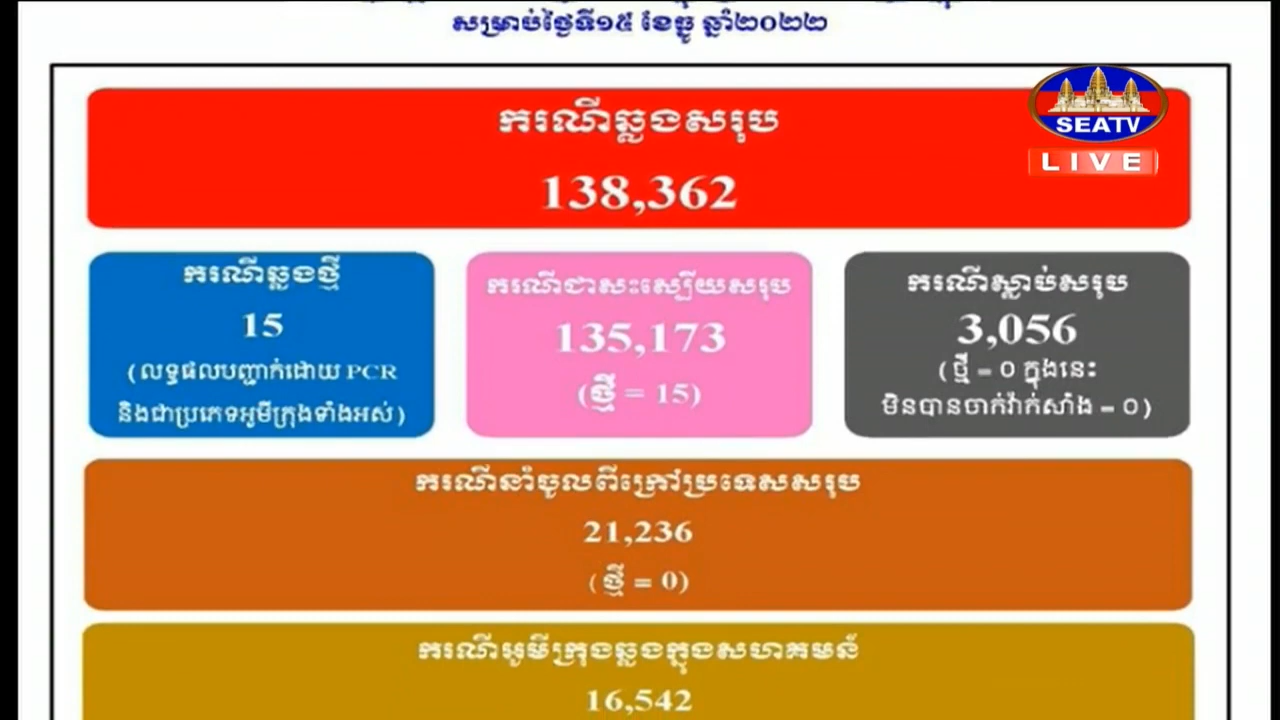 សម្រាប់ថ្ងៃទី១៥ ខែធ្នូ ឆ្នាំ២០២២
SEATV
LIVE
ករណីឆ្លងសរុប
138,362
ករណីឆ្លងថ្មី
15
(លទ្ធផលបញ្ជាក់ដោយ PCR
និងជាប្រភេទអូមីក្រុងទាំងអស់)
ករណីជាសះស្បើយសរុប
135,173
(ថ្មី = 15)
ករណីស្លាប់សរុប
3,056
(ថ្មី = ០ ក្នុងនេះ
មិនបានចាក់វ៉ាក់សាំង = ០)
ករណីនាំចូលពីក្រៅប្រទេសសរុប
21,236
(ថ្មី = 0)
ករណីអូមីក្រុងឆ្លងក្នុងសហគមន៍
16,542